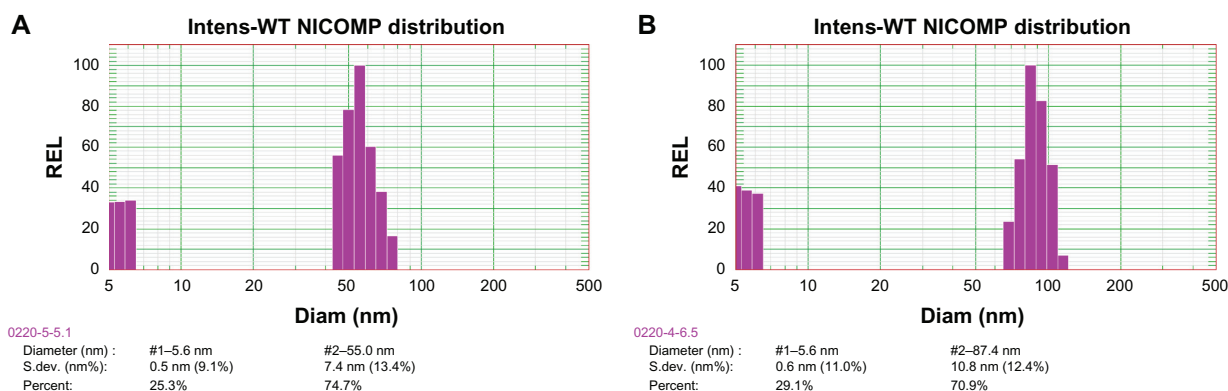 A
Intens-WT NICOMP distribution
REL
100
80
60
40
20
0
5 10 20 50 100 200 500
Diam (nm)
0220-5-5.1
Diameter (nm) : #1–5.6 nm #2–55.0 nm
S.dev. (nm%): 0.5 nm (9.1%) 7.4 nm (13.4%)
Percent: 25.3% 74.7%
B
Intens-WT NICOMP distribution
REL
100
80
60
40
20
0
5 10 20 50 100 200 500
Diam (nm)
0220-4-6.5
Diameter (nm) : #1–5.6 nm #2–87.4 nm
S.dev. (nm%): 0.6 nm (11.0%) 10.8 nm (12.4%)
Percent: 29.1% 70.9%